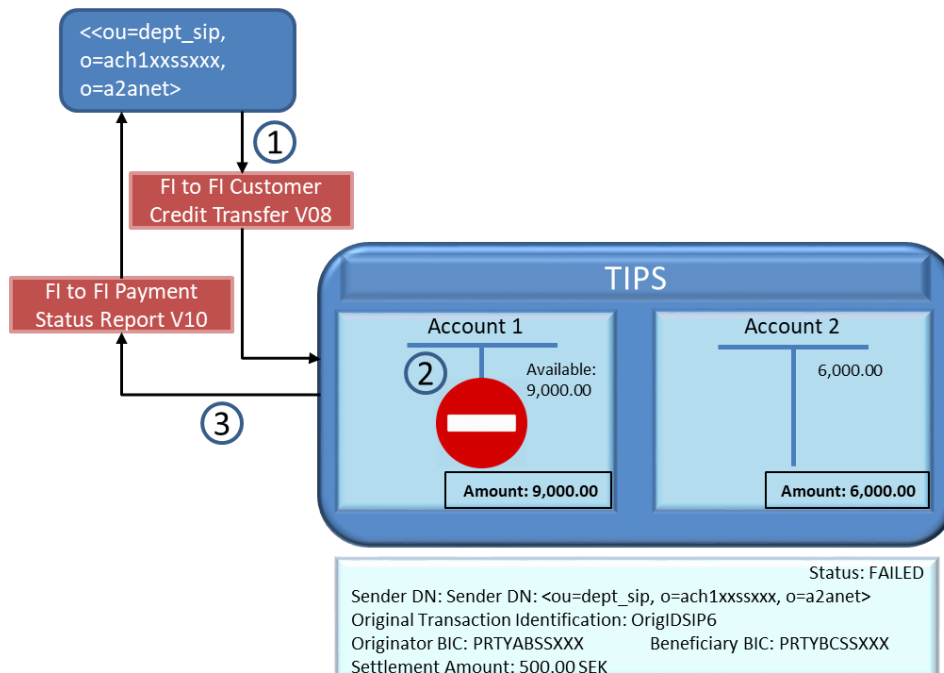 <<ou=dept_sip,
o=ach1xxssxxx,
o=a2anet>
1
FI to FI Customer
Credit Transfer V08
FI to FI Payment
Status Report V10
TIPS
Account 1
2
Available:
9,000.00
Amount: 9,000.00
Account 2
6,000.00
Amount: 6,000.00
3
Status: FAILED
Sender DN: Sender DN: <ou=dept_sip, o=ach1xxssxxx, o=a2anet>
Original Transaction Identification: OrigIDSIP6
Originator BIC: PRTYABSSXXX Beneficiary BIC: PRTYBCSSXXX
Settlement Amount: 500.00 SEK